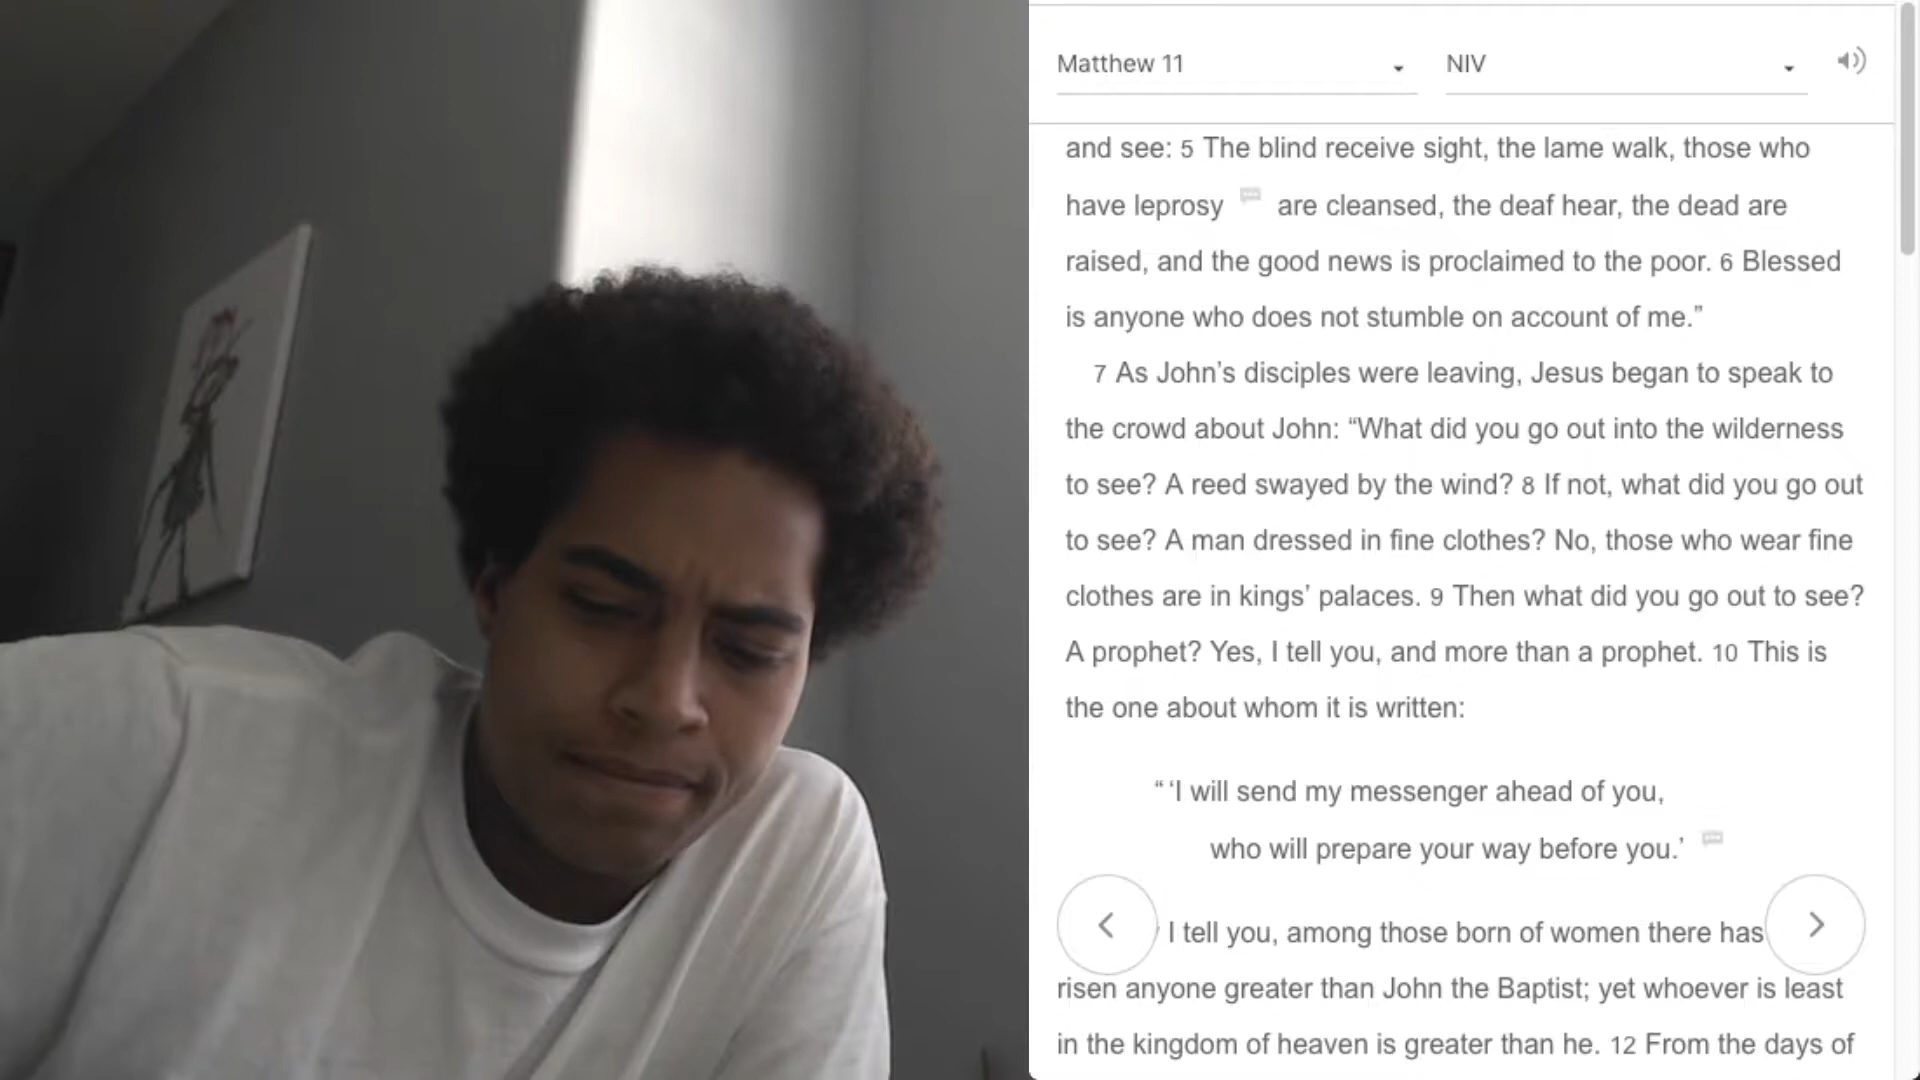 Matthew 11 NIV
and see: 5 The blind receive sight, the lame walk, those who
have leprosy are cleansed, the deaf hear, the dead are
raised, and the good news is proclaimed to the poor. 6 Blessed
is anyone who does not stumble on account of me.”
7 As John’s disciples were leaving, Jesus began to speak to
the crowd about John: “What did you go out into the wilderness
to see? A reed swayed by the wind? 8 If not, what did you go out
to see? A man dressed in fine clothes? No, those who wear fine
clothes are in kings’ palaces. 9 Then what did you go out to see?
A prophet? Yes, I tell you, and more than a prophet. 10 This is
the one about whom it is written:
“ ‘I will send my messenger ahead of you,
who will prepare your way before you.’
I tell you, among those born of women there has
risen anyone greater than John the Baptist; yet whoever is least
in the kingdom of heaven is greater than he. 12 From the days of